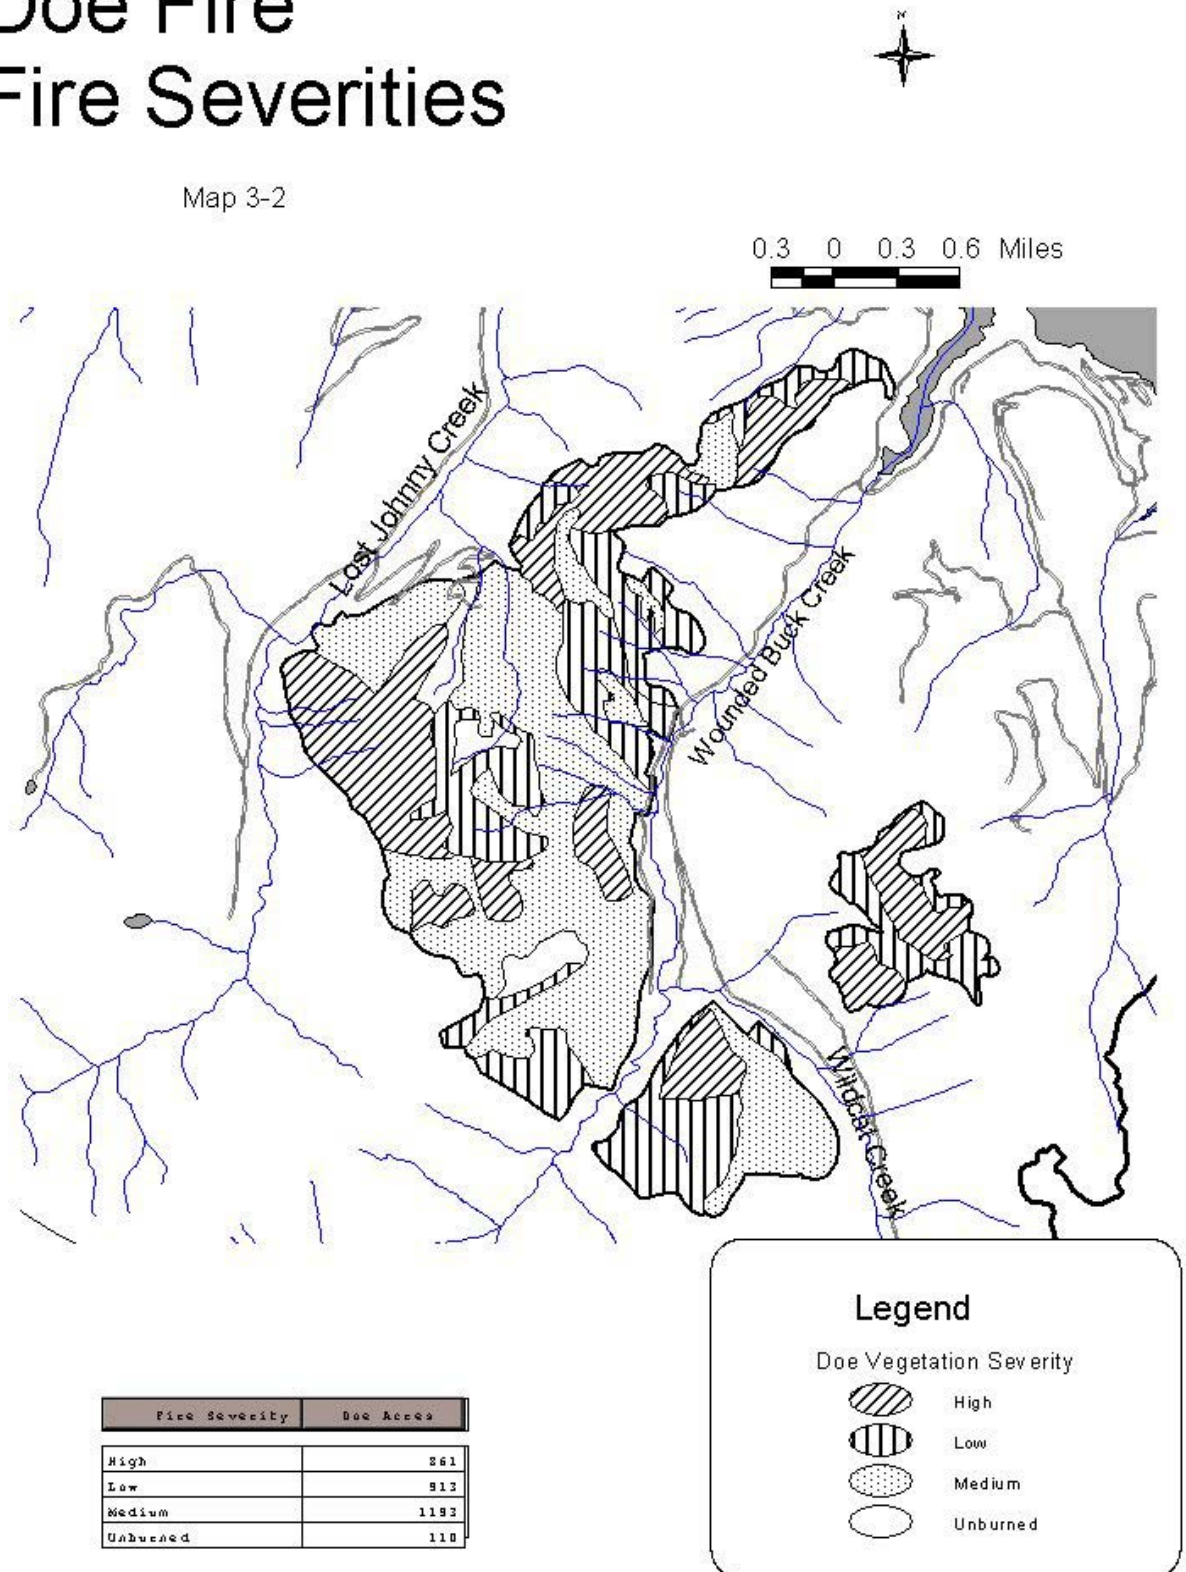 Doe Fire
Fire Severities
N
Map 3-2
0.3 0 0.3 0.6 Miles
Lost Johnny Creek
Wounded Buck Creek
Wildcat Creek
Legend
Doe Vegetation Severity
High
Low
Medium
Unburned
Fire Severity Doe Acres
High 861
Low 913
Medium 1193
Unburned 110